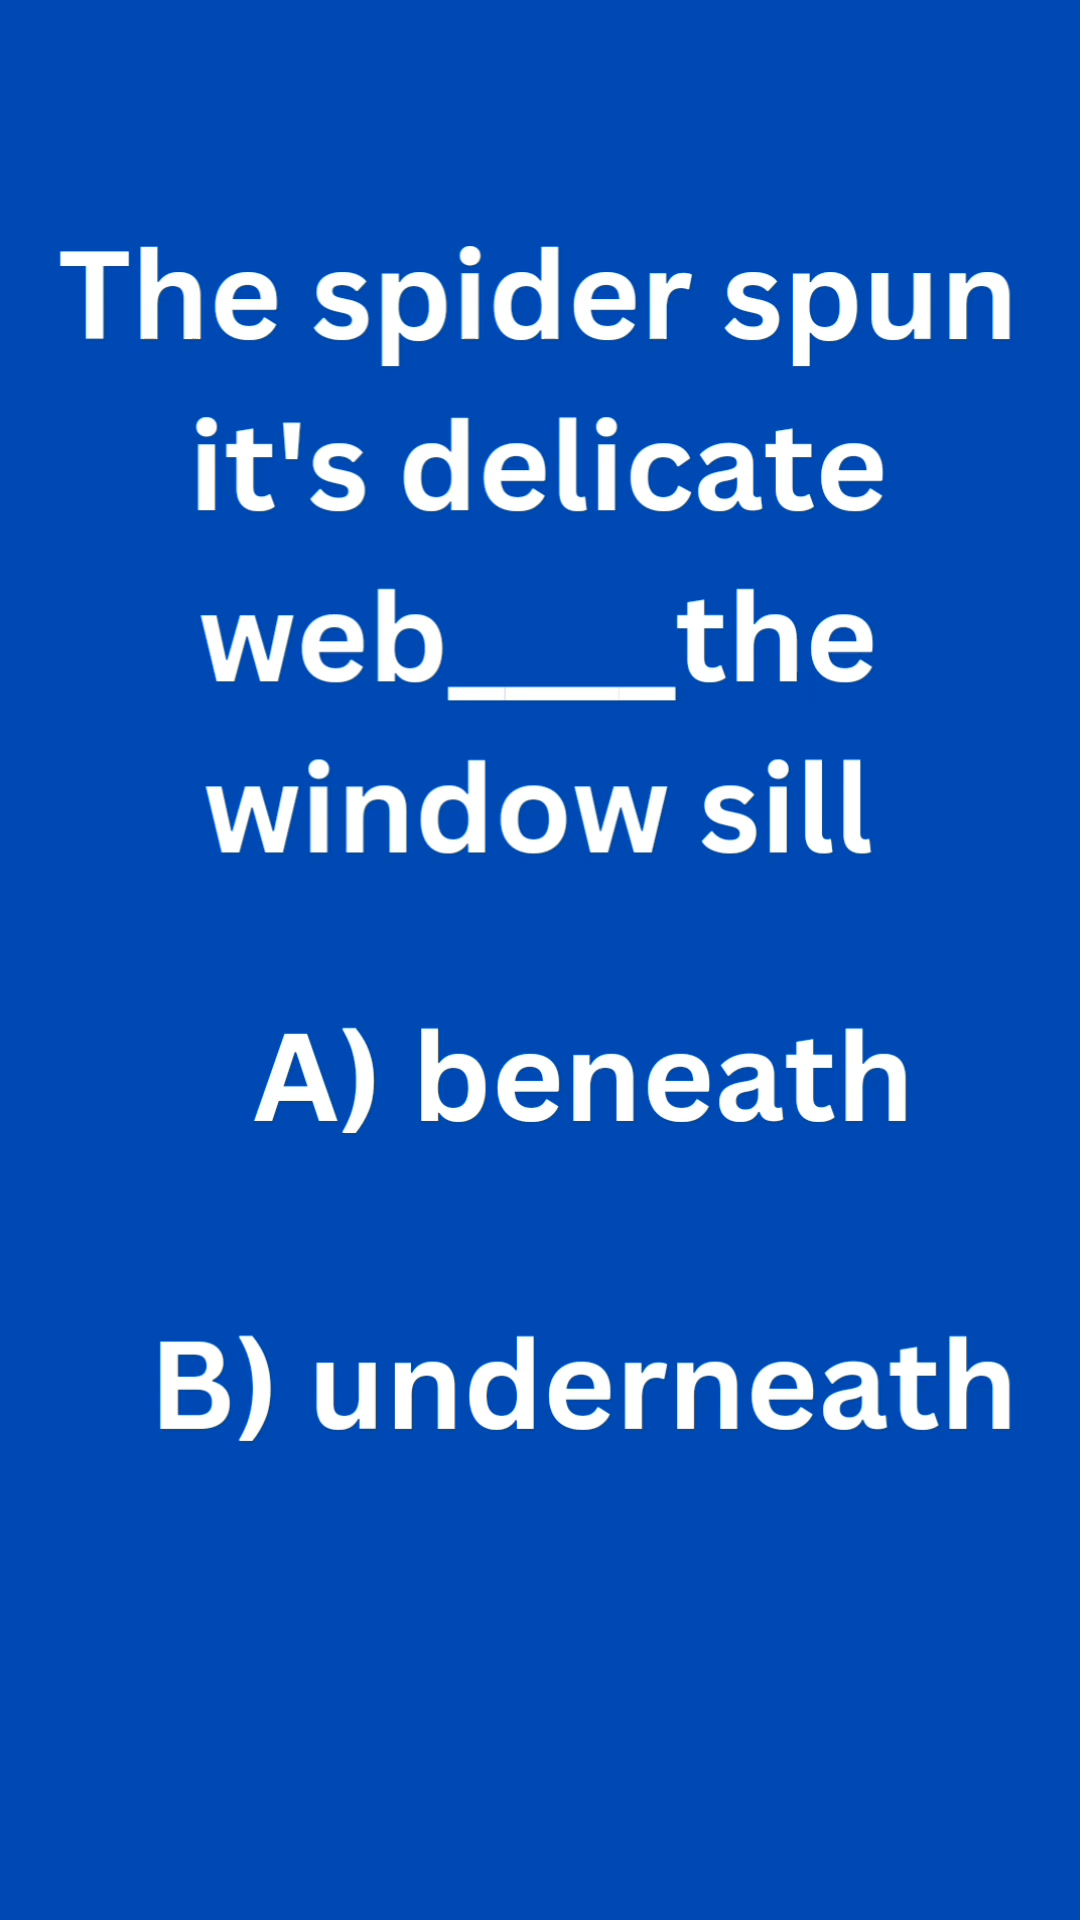 The spider spun
it's delicate
web____the
window sill
A) beneath
B) underneath